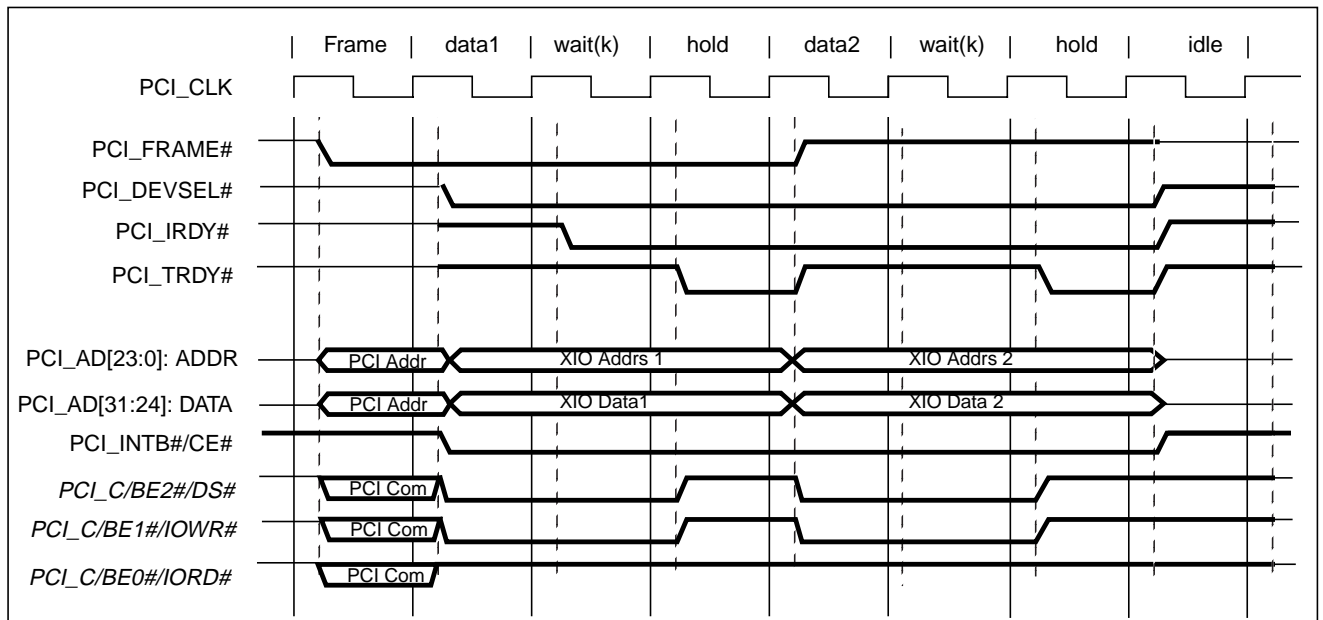 | Frame | data1 | wait(k) | hold | data2 | wait(k) | hold | idle |
PCI_CLK
PCI_FRAME#
PCI_DEVSEL#
PCI_IRDY#
PCI_TRDY#
PCI_AD[23:0]: ADDR PCI Addr XIO Addrs 1 XIO Addrs 2
PCI_AD[31:24]: DATA PCI Addr XIO Data1 XIO Data 2
PCI_INTB#/CE#
PCI_C/BE2#/DS# PCI Com
PCI_C/BE1#/IOWR# PCI Com
PCI_C/BE0#/IORD# PCI Com